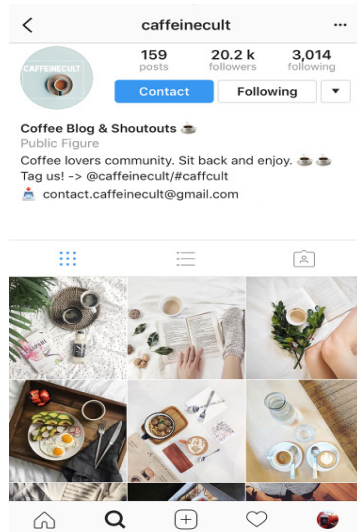 caffeinecult
CAFFEINECULT
159 20.2 k 3,014
posts followers following
Contact Following
Coffee Blog & Shoutouts ☕
Public Figure
Coffee lovers community. Sit back and enjoy. ☕☕
Tag us! -> @caffeinecult/#caffcult
📩 contact.caffeinecult@gmail.com